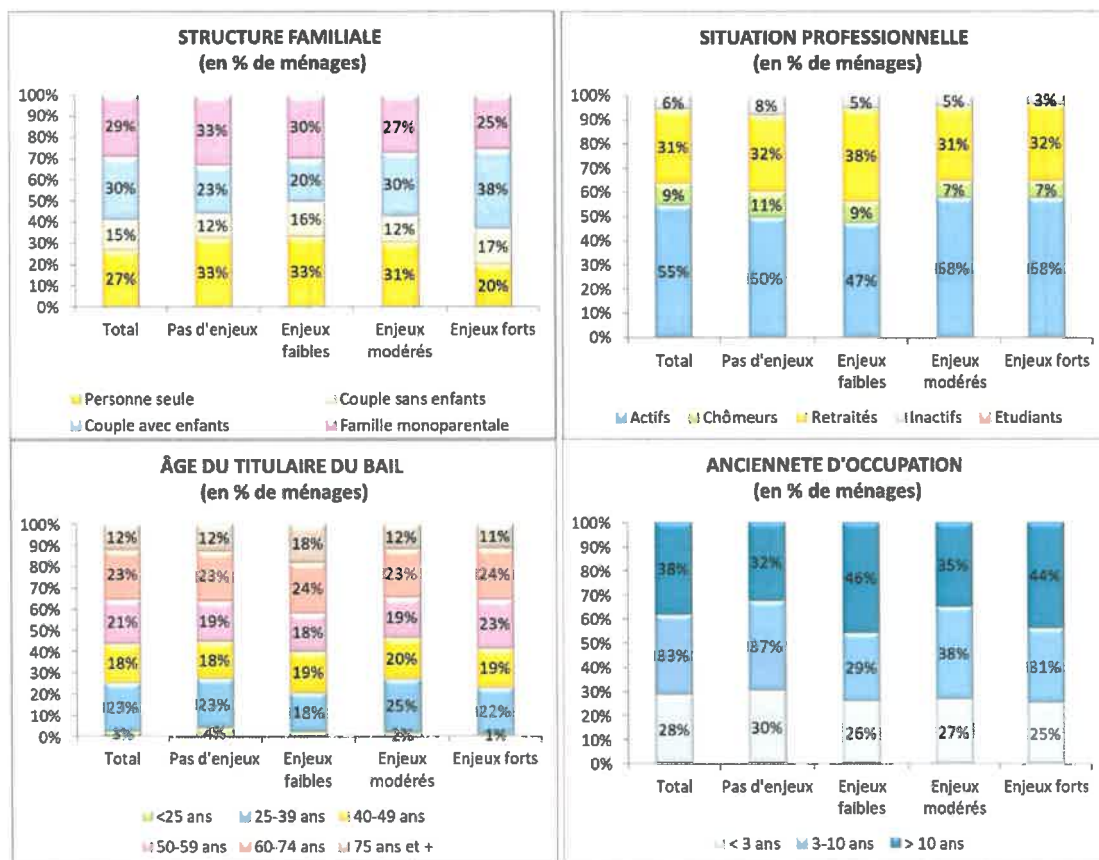 STRUCTURE FAMILIALE
(en % de ménages)
100%
90%
80%
70%
60%
50%
40%
30%
20%
10%
0%
29% 33% 30% 27% 25%
30% 23% 20% 30% 38%
15% 12% 16% 12% 17%
27% 33% 33% 31% 20%
Total Pas d'enjeux Enjeux faibles Enjeux modérés Enjeux forts
Personne seule Couple sans enfants
Couple avec enfants Famille monoparentale
SITUATION PROFESSIONNELLE
(en % de ménages)
100%
90%
80%
70%
60%
50%
40%
30%
20%
10%
0%
6% 8% 5% 5% 3%
31% 32% 38% 31% 32%
9% 11% 9% 7% 7%
55% 50% 47% 58% 58%
Total Pas d'enjeux Enjeux faibles Enjeux modérés Enjeux forts
Actifs Chômeurs Retraités Inactifs Etudiants
ÂGE DU TITULAIRE DU BAIL
(en % de ménages)
100%
90%
80%
70%
60%
50%
40%
30%
20%
10%
0%
12% 12% 18% 12% 11%
23% 23% 24% 23% 24%
21% 19% 18% 19% 23%
18% 18% 19% 20% 19%
23% 23% 18% 25% 22%
3% 4% 2% 1%
Total Pas d'enjeux Enjeux faibles Enjeux modérés Enjeux forts
<25 ans 25-39 ans 40-49 ans
50-59 ans 60-74 ans 75 ans et +
ANCIENNETE D'OCCUPATION
(en % de ménages)
100%
90%
80%
70%
60%
50%
40%
30%
20%
10%
0%
38% 32% 46% 35% 44%
33% 37% 29% 38% 31%
28% 30% 26% 27% 25%
Total Pas d'enjeux Enjeux faibles Enjeux modérés Enjeux forts
< 3 ans 3-10 ans > 10 ans